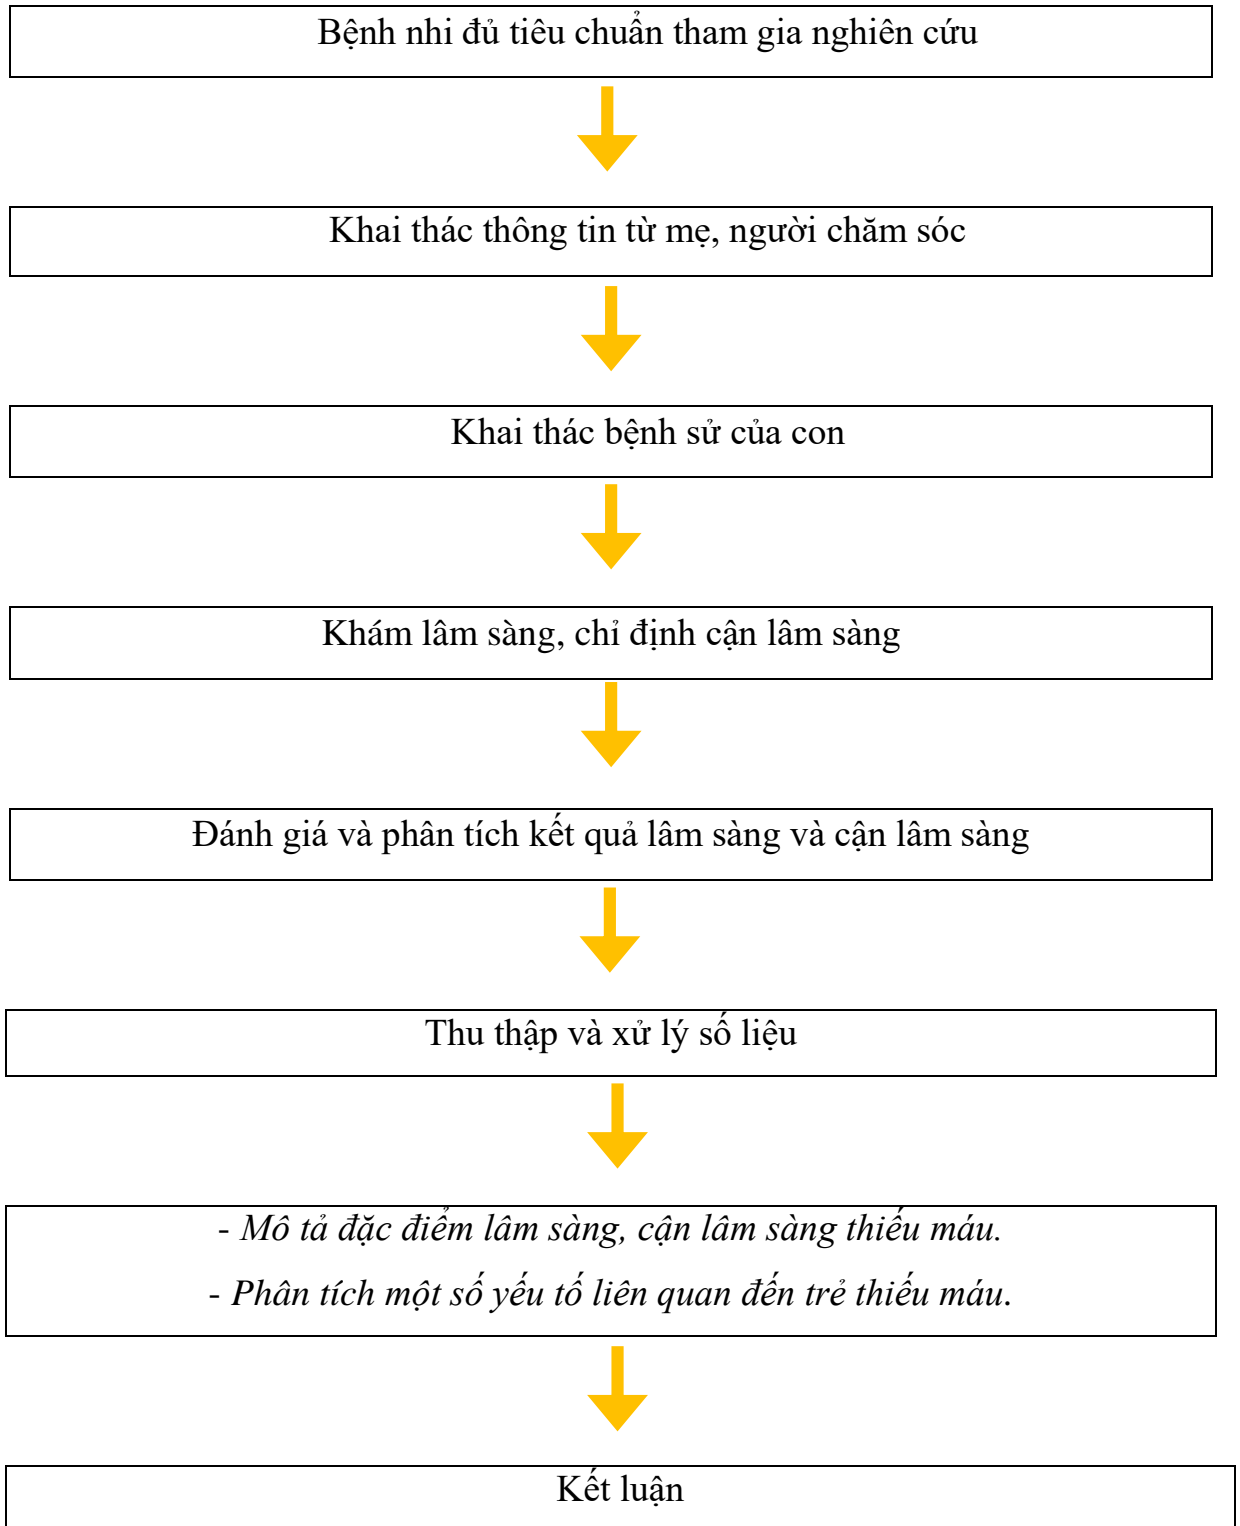 Bệnh nhi đủ tiêu chuẩn tham gia nghiên cứu
Khai thác thông tin từ mẹ, người chăm sóc
Khai thác bệnh sử của con
Khám lâm sàng, chỉ định cận lâm sàng
Đánh giá và phân tích kết quả lâm sàng và cận lâm sàng
Thu thập và xử lý số liệu
- Mô tả đặc điểm lâm sàng, cận lâm sàng thiếu máu.
- Phân tích một số yếu tố liên quan đến trẻ thiếu máu.
Kết luận